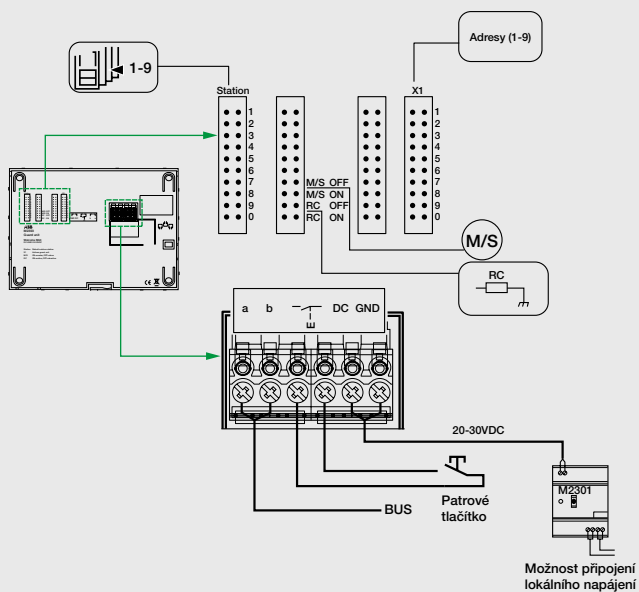 Adresy (1-9)
1-9
Station
X1
1
2
3
4
5
6
7
8
9
0
M/S OFF
M/S ON
RC OFF
RC ON
1
2
3
4
5
6
7
8
9
0
M/S
RC
ABB
a b DC GND
20-30VDC
M2301
BUS
Patrové
tlačítko
Možnost připojení
lokálního napájení